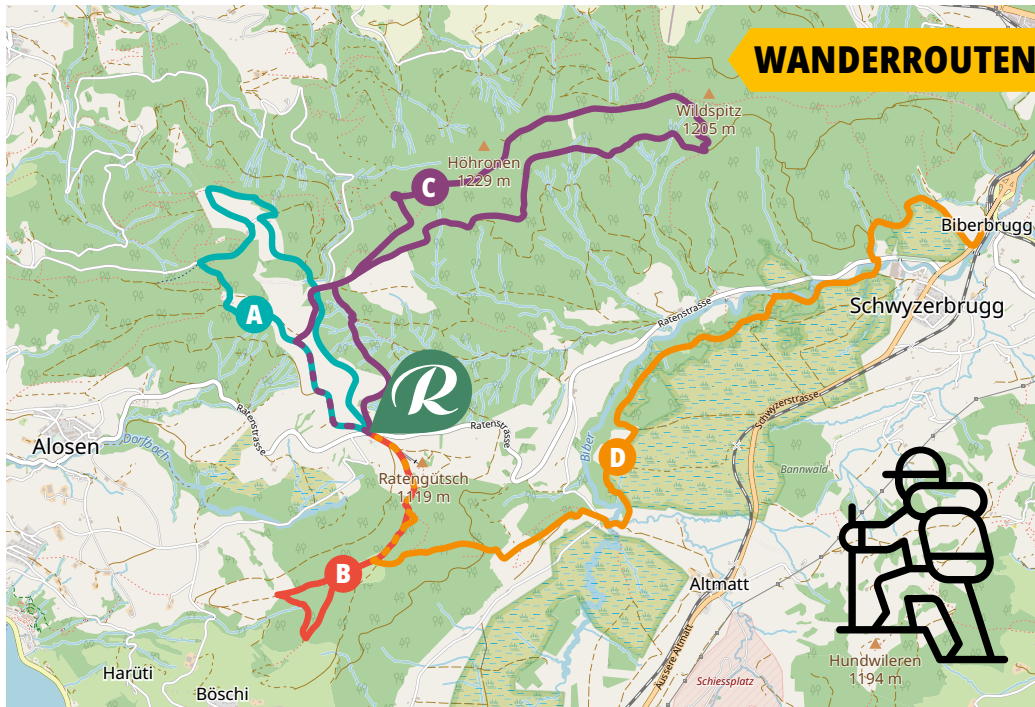 WANDERROUTEN
Wildspitz
1205 m
Höhronen
1229 m
C
Biberbrugg
A
Ratenstrasse
Schwyzerbrugg
R
Ratenstrasse
Ratenstrasse
Schwyzerstrasse
Alosen
Dorfbach
Biber
D
Bannwald
Ratengütsch
1119 m
B
Altmatt
Äussere Altmatt
Harüti
Böschi
Schiessplatz
Hundwileren
1194 m